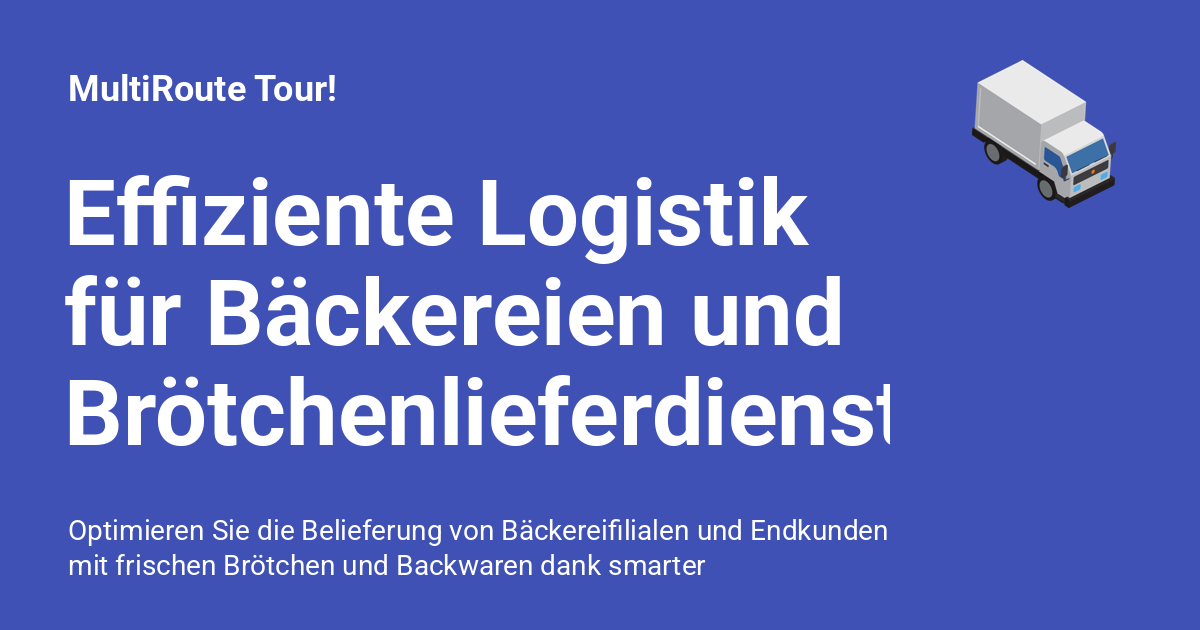 MultiRoute Tour!
Effiziente Logistik
für Bäckereien und
Brötchenlieferdienst
Optimieren Sie die Belieferung von Bäckereifilialen und Endkunden
mit frischen Brötchen und Backwaren dank smarter